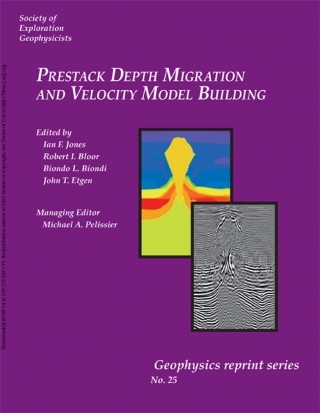 Society of
Exploration
Geophysicists
PRESTACK DEPTH MIGRATION
AND VELOCITY MODEL BUILDING
Edited by
Ian F. Jones
Robert I. Bloor
Biondo L. Biondi
John T. Etgen
Managing Editor
Michael A. Pelissier
Geophysics reprint series
No. 25